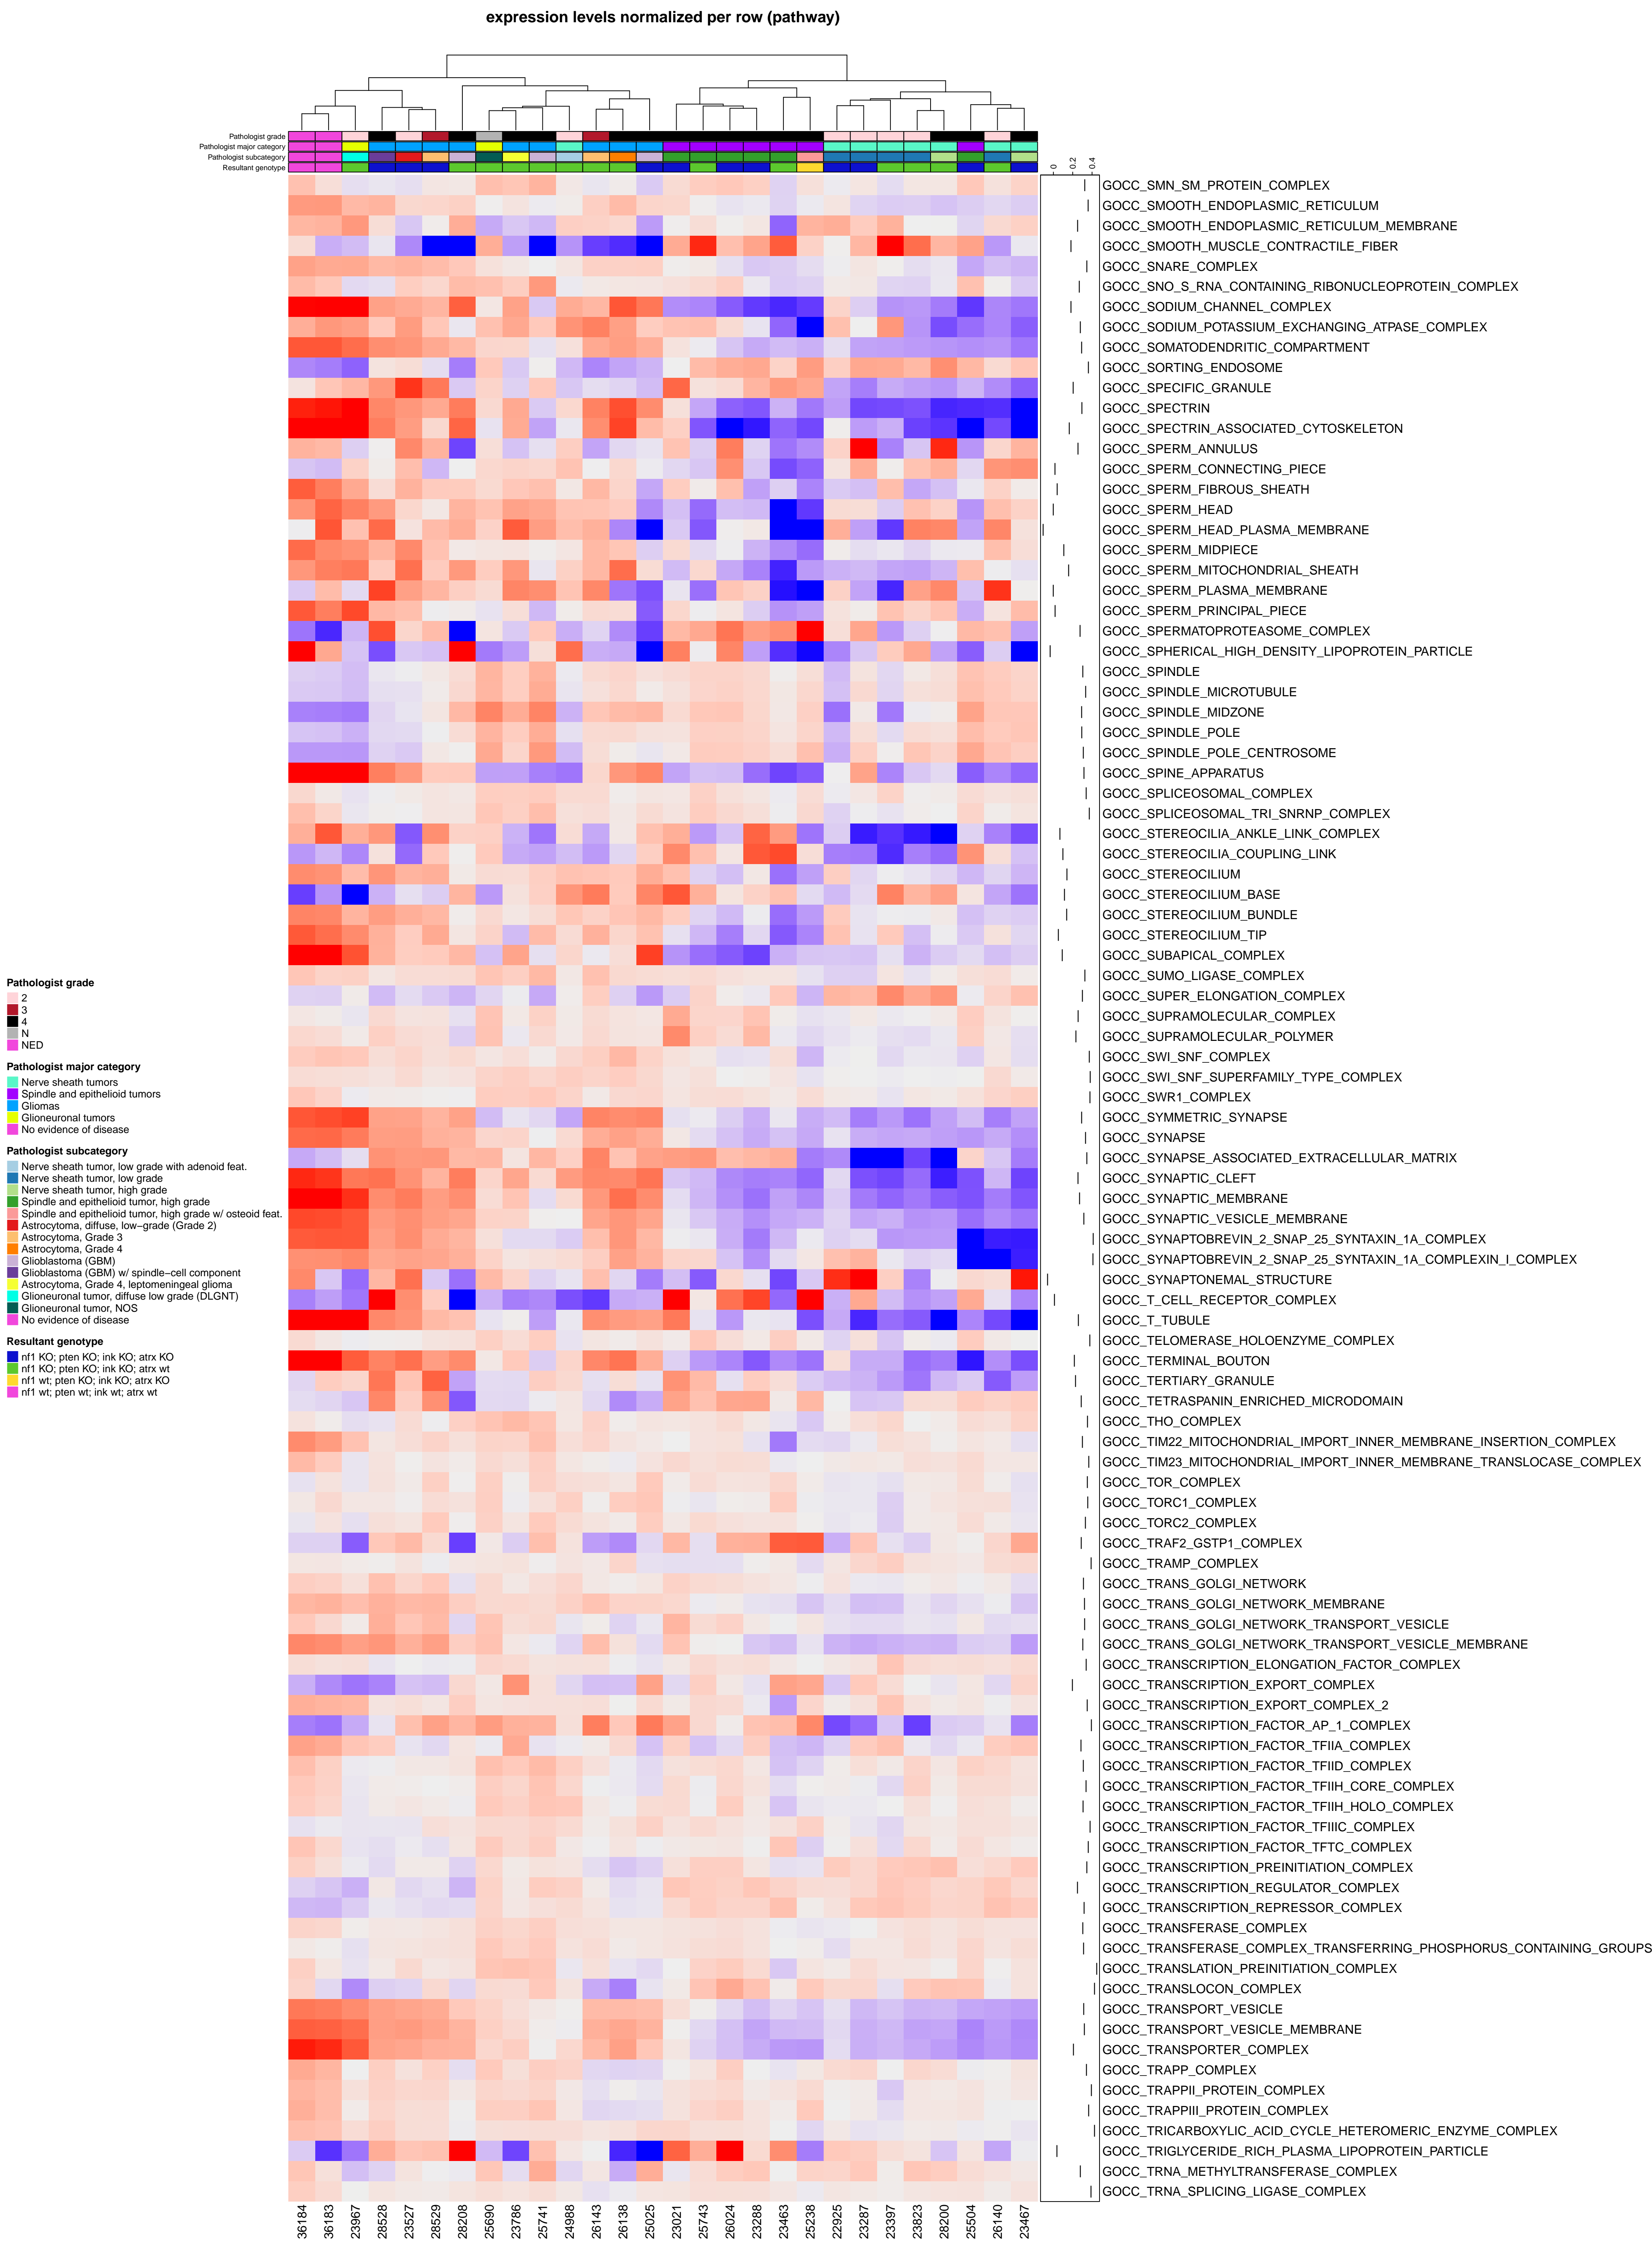 expression levels normalized per row (pathway)
Pathologist grade
Pathologist major category
Pathologist subcategory
Resultant genotype
0
0.2
0.4
GOCC_SMN_SM_PROTEIN_COMPLEX
GOCC_SMOOTH_ENDOPLASMIC_RETICULUM
GOCC_SMOOTH_ENDOPLASMIC_RETICULUM_MEMBRANE
GOCC_SMOOTH_MUSCLE_CONTRACTILE_FIBER
GOCC_SNARE_COMPLEX
GOCC_SNO_S_RNA_CONTAINING_RIBONUCLEOPROTEIN_COMPLEX
GOCC_SODIUM_CHANNEL_COMPLEX
GOCC_SODIUM_POTASSIUM_EXCHANGING_ATPASE_COMPLEX
GOCC_SOMATODENDRITIC_COMPARTMENT
GOCC_SORTING_ENDOSOME
GOCC_SPECIFIC_GRANULE
GOCC_SPECTRIN
GOCC_SPECTRIN_ASSOCIATED_CYTOSKELETON
GOCC_SPERM_ANNULUS
GOCC_SPERM_CONNECTING_PIECE
GOCC_SPERM_FIBROUS_SHEATH
GOCC_SPERM_HEAD
GOCC_SPERM_HEAD_PLASMA_MEMBRANE
GOCC_SPERM_MIDPIECE
GOCC_SPERM_MITOCHONDRIAL_SHEATH
GOCC_SPERM_PLASMA_MEMBRANE
GOCC_SPERM_PRINCIPAL_PIECE
GOCC_SPERMATOPROTEASOME_COMPLEX
GOCC_SPHERICAL_HIGH_DENSITY_LIPOPROTEIN_PARTICLE
GOCC_SPINDLE
GOCC_SPINDLE_MICROTUBULE
GOCC_SPINDLE_MIDZONE
GOCC_SPINDLE_POLE
GOCC_SPINDLE_POLE_CENTROSOME
GOCC_SPINE_APPARATUS
GOCC_SPLICEOSOMAL_COMPLEX
GOCC_SPLICEOSOMAL_TRI_SNRNP_COMPLEX
GOCC_STEREOCILIA_ANKLE_LINK_COMPLEX
GOCC_STEREOCILIA_COUPLING_LINK
GOCC_STEREOCILIUM
GOCC_STEREOCILIUM_BASE
GOCC_STEREOCILIUM_BUNDLE
GOCC_STEREOCILIUM_TIP
GOCC_SUBAPICAL_COMPLEX
GOCC_SUMO_LIGASE_COMPLEX
GOCC_SUPER_ELONGATION_COMPLEX
GOCC_SUPRAMOLECULAR_COMPLEX
GOCC_SUPRAMOLECULAR_POLYMER
GOCC_SWI_SNF_COMPLEX
GOCC_SWI_SNF_SUPERFAMILY_TYPE_COMPLEX
GOCC_SWR1_COMPLEX
GOCC_SYMMETRIC_SYNAPSE
GOCC_SYNAPSE
GOCC_SYNAPSE_ASSOCIATED_EXTRACELLULAR_MATRIX
GOCC_SYNAPTIC_CLEFT
GOCC_SYNAPTIC_MEMBRANE
GOCC_SYNAPTIC_VESICLE_MEMBRANE
GOCC_SYNAPTOBREVIN_2_SNAP_25_SYNTAXIN_1A_COMPLEX
GOCC_SYNAPTOBREVIN_2_SNAP_25_SYNTAXIN_1A_COMPLEXIN_I_COMPLEX
GOCC_SYNAPTONEMAL_STRUCTURE
GOCC_T_CELL_RECEPTOR_COMPLEX
GOCC_T_TUBULE
GOCC_TELOMERASE_HOLOENZYME_COMPLEX
GOCC_TERMINAL_BOUTON
GOCC_TERTIARY_GRANULE
GOCC_TETRASPANIN_ENRICHED_MICRODOMAIN
GOCC_THO_COMPLEX
GOCC_TIM22_MITOCHONDRIAL_IMPORT_INNER_MEMBRANE_INSERTION_COMPLEX
GOCC_TIM23_MITOCHONDRIAL_IMPORT_INNER_MEMBRANE_TRANSLOCASE_COMPLEX
GOCC_TOR_COMPLEX
GOCC_TORC1_COMPLEX
GOCC_TORC2_COMPLEX
GOCC_TRAF2_GSTP1_COMPLEX
GOCC_TRAMP_COMPLEX
GOCC_TRANS_GOLGI_NETWORK
GOCC_TRANS_GOLGI_NETWORK_MEMBRANE
GOCC_TRANS_GOLGI_NETWORK_TRANSPORT_VESICLE
GOCC_TRANS_GOLGI_NETWORK_TRANSPORT_VESICLE_MEMBRANE
GOCC_TRANSCRIPTION_ELONGATION_FACTOR_COMPLEX
GOCC_TRANSCRIPTION_EXPORT_COMPLEX
GOCC_TRANSCRIPTION_EXPORT_COMPLEX_2
GOCC_TRANSCRIPTION_FACTOR_AP_1_COMPLEX
GOCC_TRANSCRIPTION_FACTOR_TFIIA_COMPLEX
GOCC_TRANSCRIPTION_FACTOR_TFIID_COMPLEX
GOCC_TRANSCRIPTION_FACTOR_TFIIH_CORE_COMPLEX
GOCC_TRANSCRIPTION_FACTOR_TFIIH_HOLO_COMPLEX
GOCC_TRANSCRIPTION_FACTOR_TFIIIC_COMPLEX
GOCC_TRANSCRIPTION_FACTOR_TFTC_COMPLEX
GOCC_TRANSCRIPTION_PREINITIATION_COMPLEX
GOCC_TRANSCRIPTION_REGULATOR_COMPLEX
GOCC_TRANSCRIPTION_REPRESSOR_COMPLEX
GOCC_TRANSFERASE_COMPLEX
GOCC_TRANSFERASE_COMPLEX_TRANSFERRING_PHOSPHORUS_CONTAINING_GROUPS
GOCC_TRANSLATION_PREINITIATION_COMPLEX
GOCC_TRANSLOCON_COMPLEX
GOCC_TRANSPORT_VESICLE
GOCC_TRANSPORT_VESICLE_MEMBRANE
GOCC_TRANSPORTER_COMPLEX
GOCC_TRAPP_COMPLEX
GOCC_TRAPPII_PROTEIN_COMPLEX
GOCC_TRAPPIII_PROTEIN_COMPLEX
GOCC_TRICARBOXYLIC_ACID_CYCLE_HETEROMERIC_ENZYME_COMPLEX
GOCC_TRIGLYCERIDE_RICH_PLASMA_LIPOPROTEIN_PARTICLE
GOCC_TRNA_METHYLTRANSFERASE_COMPLEX
GOCC_TRNA_SPLICING_LIGASE_COMPLEX
Pathologist grade
2
3
4
N
NED
Pathologist major category
Nerve sheath tumors
Spindle and epithelioid tumors
Gliomas
Glioneuronal tumors
No evidence of disease
Pathologist subcategory
Nerve sheath tumor, low grade with adenoid feat.
Nerve sheath tumor, low grade
Nerve sheath tumor, high grade
Spindle and epithelioid tumor, high grade
Spindle and epithelioid tumor, high grade w/ osteoid feat.
Astrocytoma, diffuse, low−grade (Grade 2)
Astrocytoma, Grade 3
Astrocytoma, Grade 4
Glioblastoma (GBM)
Glioblastoma (GBM) w/ spindle−cell component
Astrocytoma, Grade 4, leptomeningeal glioma
Glioneuronal tumor, diffuse low grade (DLGNT)
Glioneuronal tumor, NOS
No evidence of disease
Resultant genotype
nf1 KO; pten KO; ink KO; atrx KO
nf1 KO; pten KO; ink KO; atrx wt
nf1 wt; pten KO; ink KO; atrx KO
nf1 wt; pten wt; ink wt; atrx wt
36184
36183
23967
28528
23527
28529
28208
25690
23786
25741
24988
26143
26138
25025
23021
25743
26024
23288
23463
25238
22925
23287
23397
23823
28200
25504
26140
23467